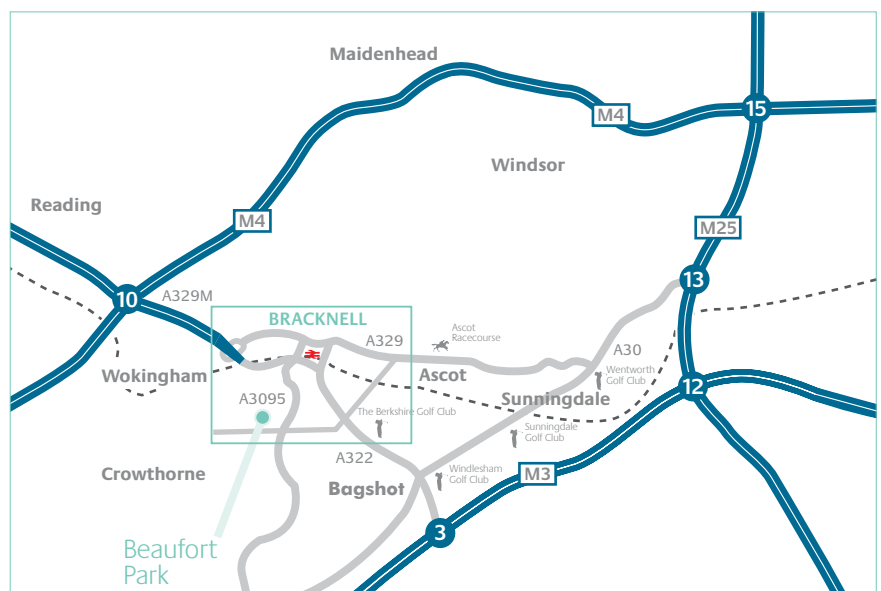 Maidenhead
M4
15
Windsor
Reading
M4
M25
13
10
A329M
BRACKNELL
Ascot
Racecourse
A329
A30
Wokingham
Ascot
Wentworth
Golf Club
12
A3095
Sunningdale
The Berkshire Golf Club
Sunningdale
Golf Club
A322
Crowthorne
Windlesham
Golf Club
M3
Bagshot
3
Beaufort
Park